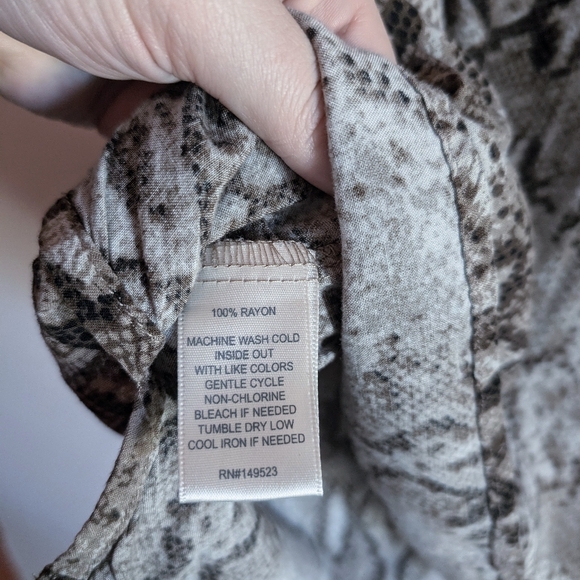 100% RAYON
MACHINE WASH COLD
INSIDE OUT
WITH LIKE COLORS
GENTLE CYCLE
NON-CHLORINE
BLEACH IF NEEDED
TUMBLE DRY LOW
COOL IRON IF NEEDED
RN#149523